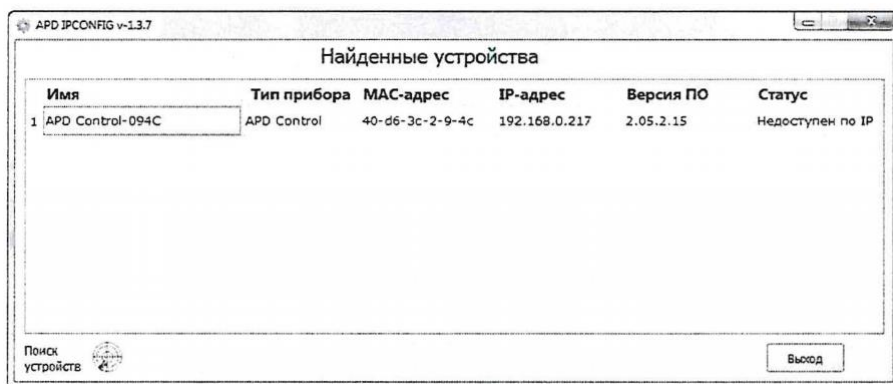 APD IPCONFIG v-1.3.7
Найденные устройства
Имя Тип прибора MAC-адрес IP-адрес Версия ПО Статус
1 APD Control-094C APD Control 40-d6-3c-2-9-4c 192.168.0.217 2.05.2.15 Недоступен по IP
Поиск
устройств
Выход